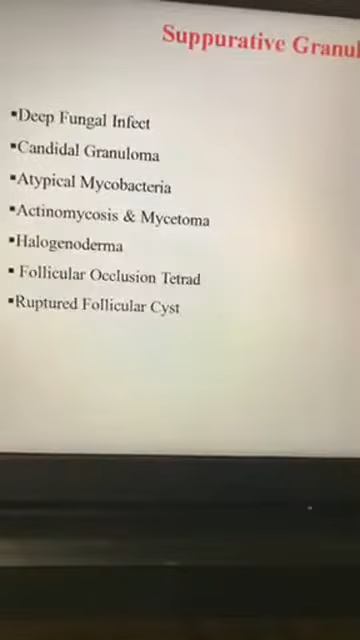 Suppurative Granul
▪Deep Fungal Infect
▪Candidal Granuloma
▪Atypical Mycobacteria
▪Actinomycosis & Mycetoma
▪Halogenoderma
▪ Follicular Occlusion Tetrad
▪Ruptured Follicular Cyst